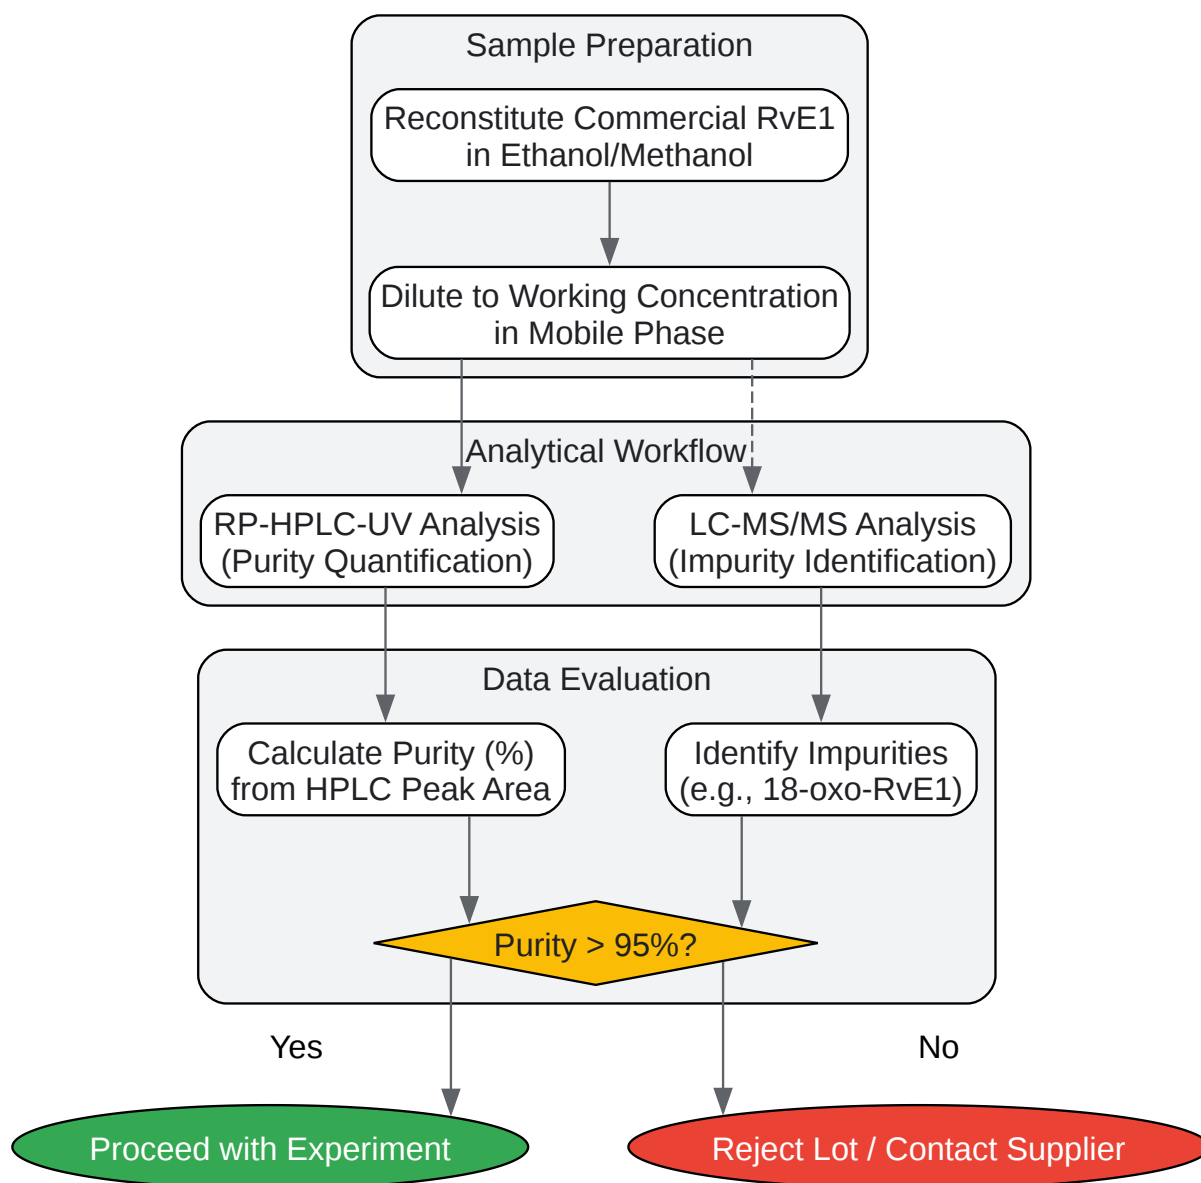 Sample Preparation
Reconstitute Commercial RvE1
in Ethanol/Methanol
Dilute to Working Concentration
in Mobile Phase
Analytical Workflow
RP-HPLC-UV Analysis
(Purity Quantification)
LC-MS/MS Analysis
(Impurity Identification)
Data Evaluation
Calculate Purity (%)
from HPLC Peak Area
Identify Impurities
(e.g., 18-oxo-RvE1)
Purity > 95%?
Yes
No
Proceed with Experiment
Reject Lot / Contact Supplier